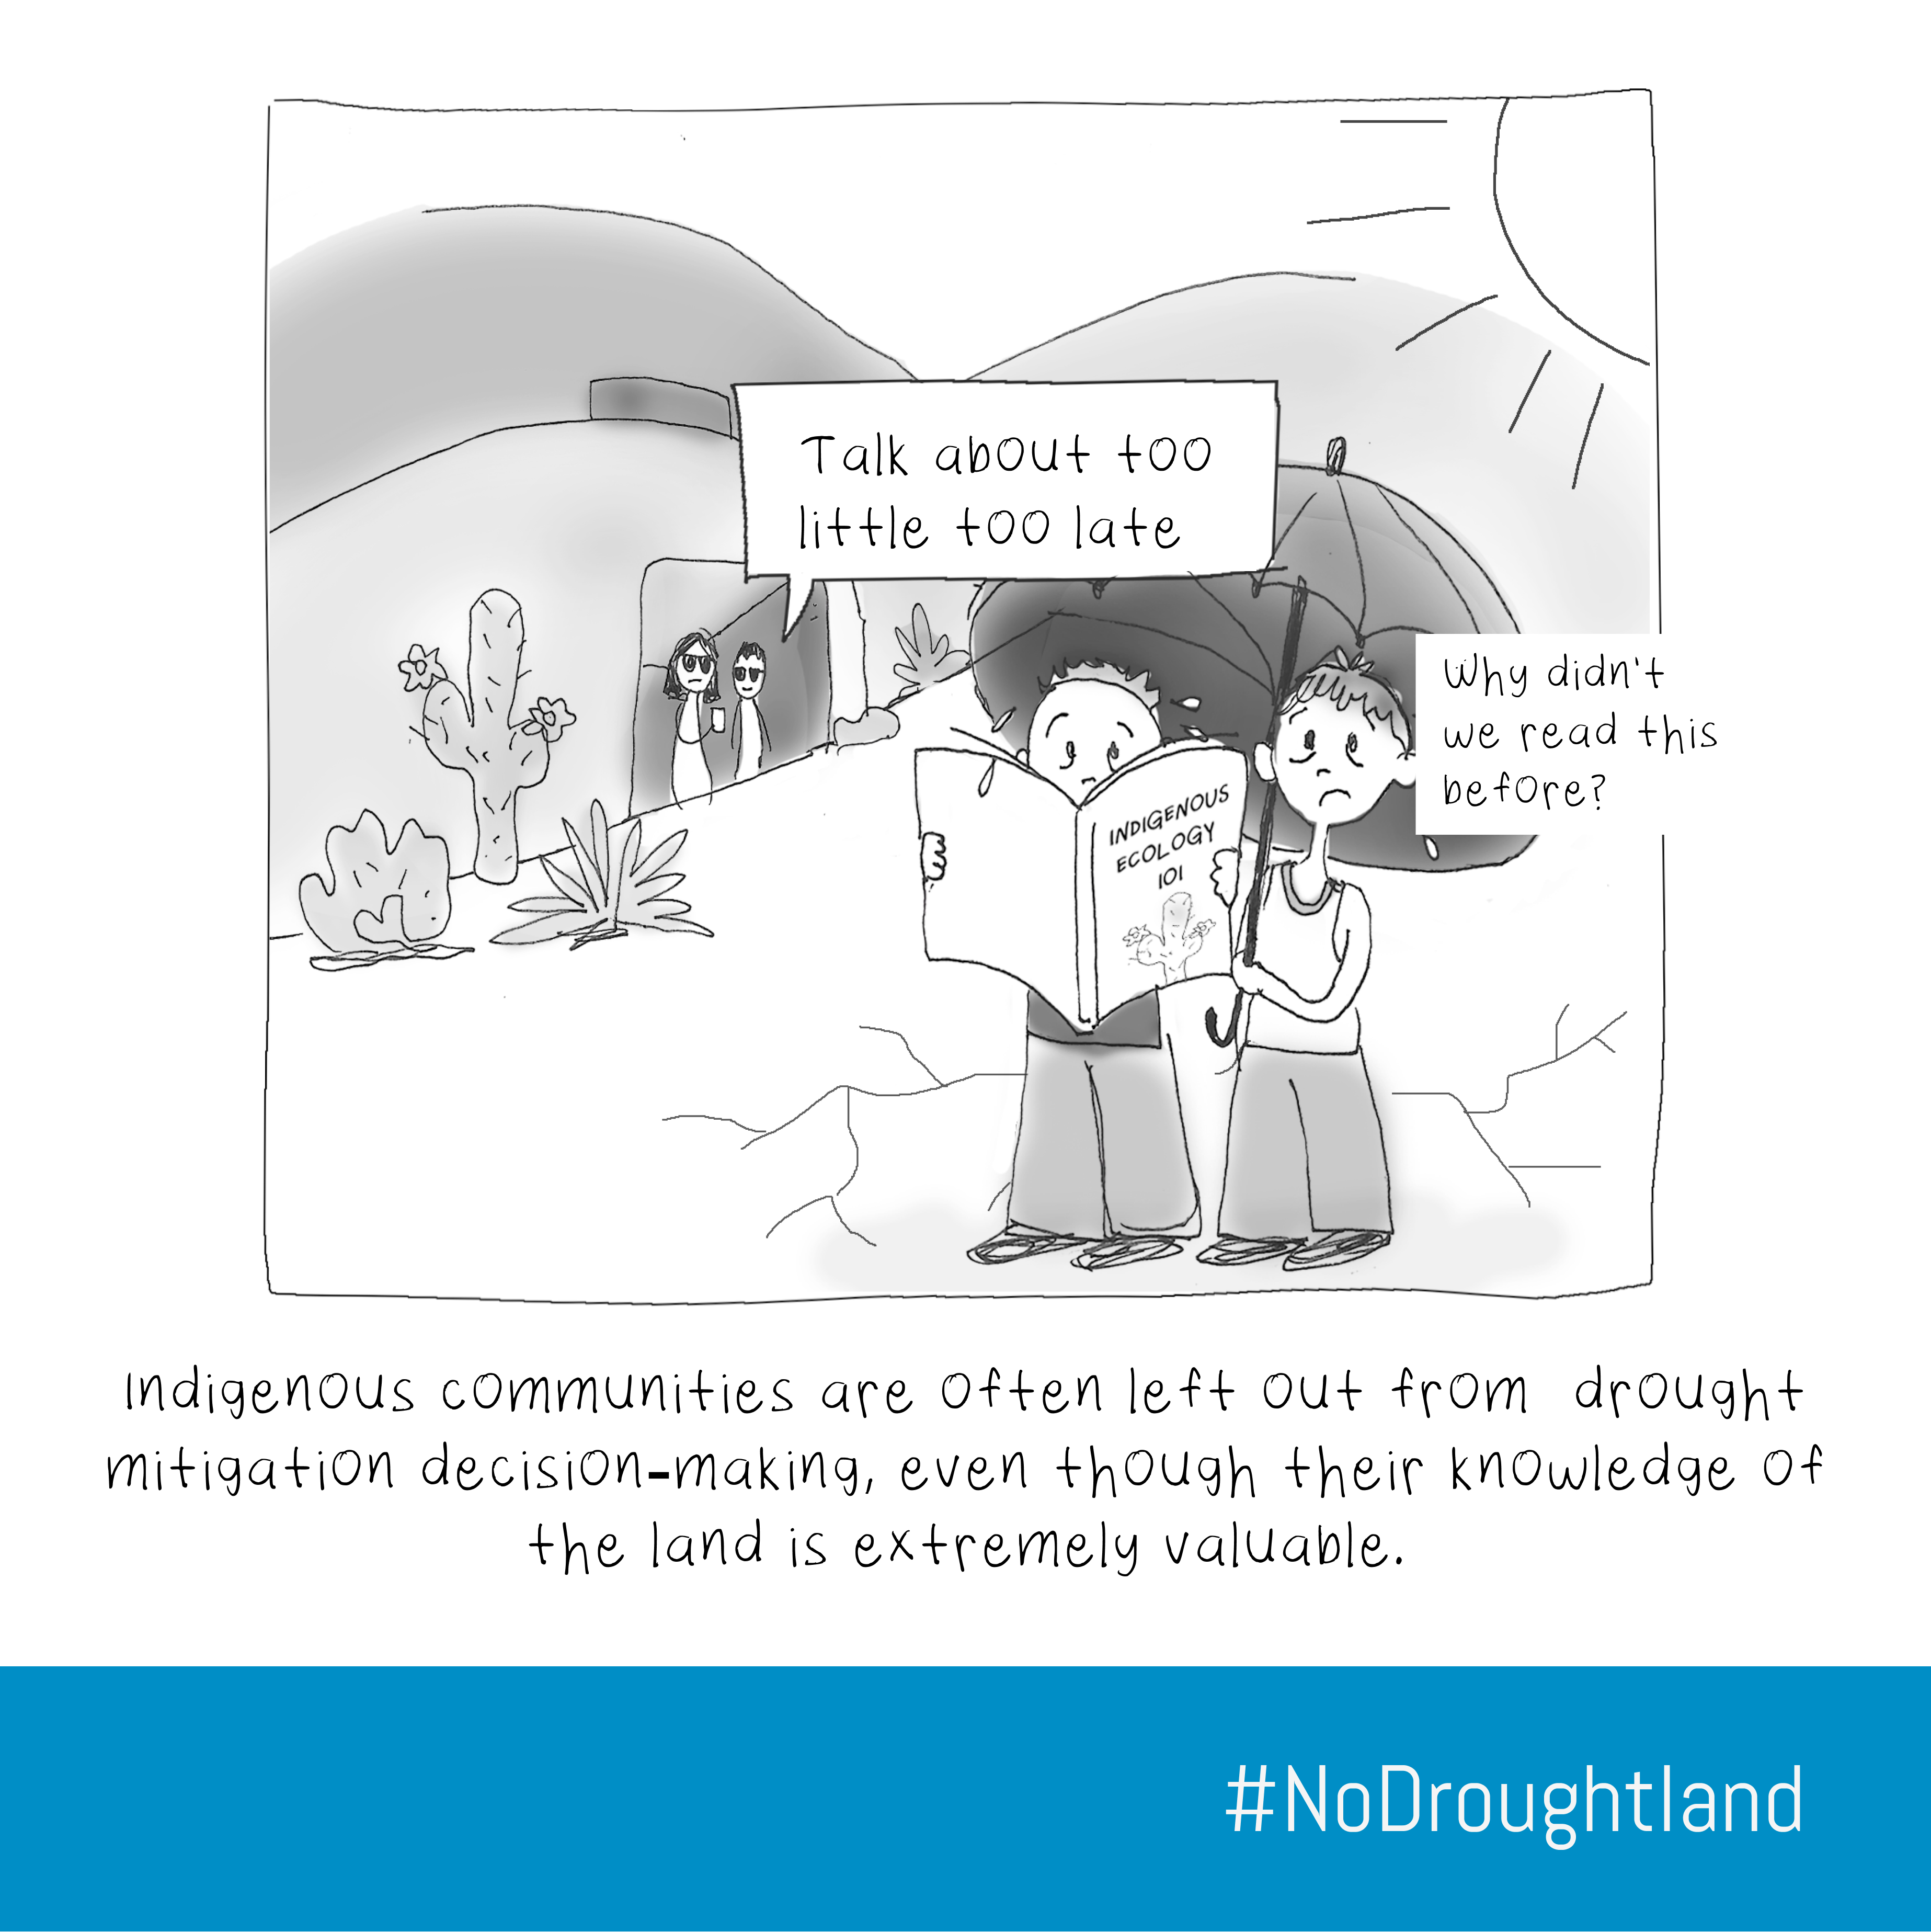 Talk about too
little too late
Why didn't
we read this
before?
INDIGENOUS
ECOLOGY
101
Indigenous communities are often left out from drought
mitigation decision-making, even though their knowledge of
the land is extremely valuable.
#NoDroughtland